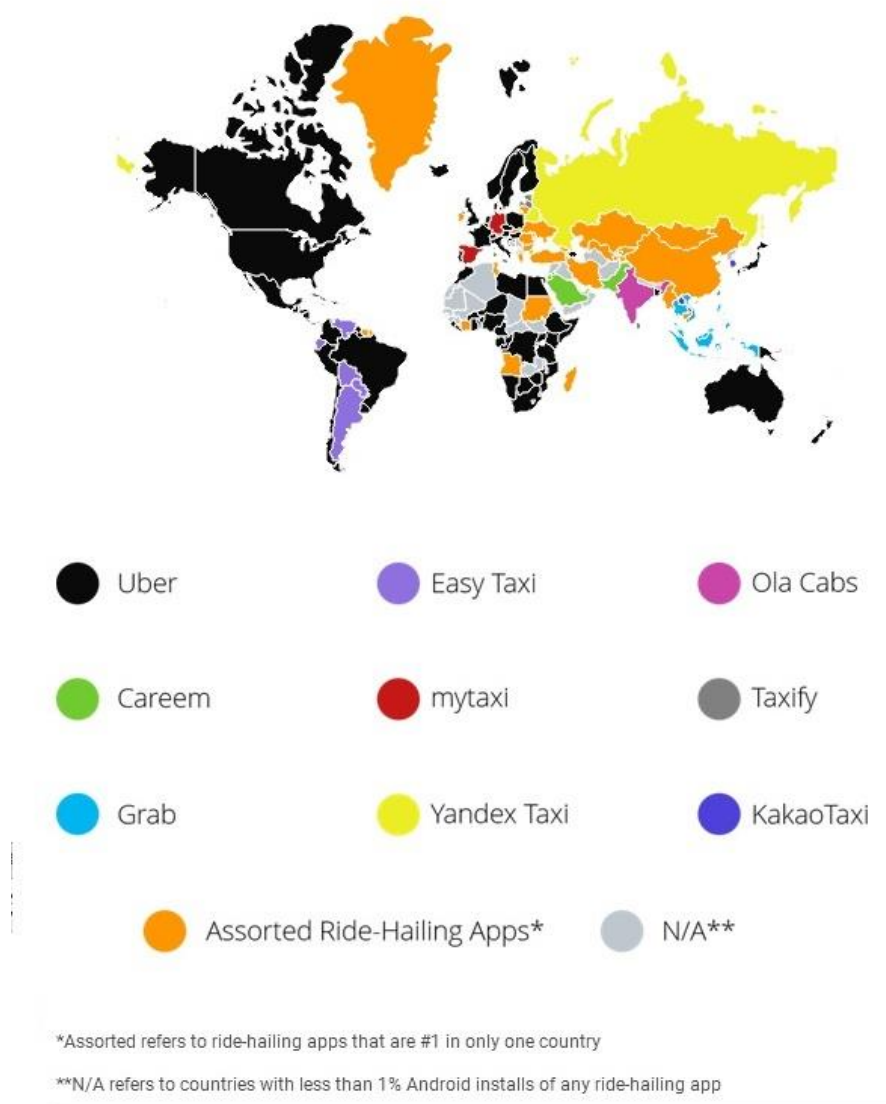 Uber
Easy Taxi
Ola Cabs
Careem
mytaxi
Taxify
Grab
Yandex Taxi
KakaoTaxi
Assorted Ride-Hailing Apps*
N/A**
*Assorted refers to ride-hailing apps that are #1 in only one country
**N/A refers to countries with less than 1% Android installs of any ride-hailing app